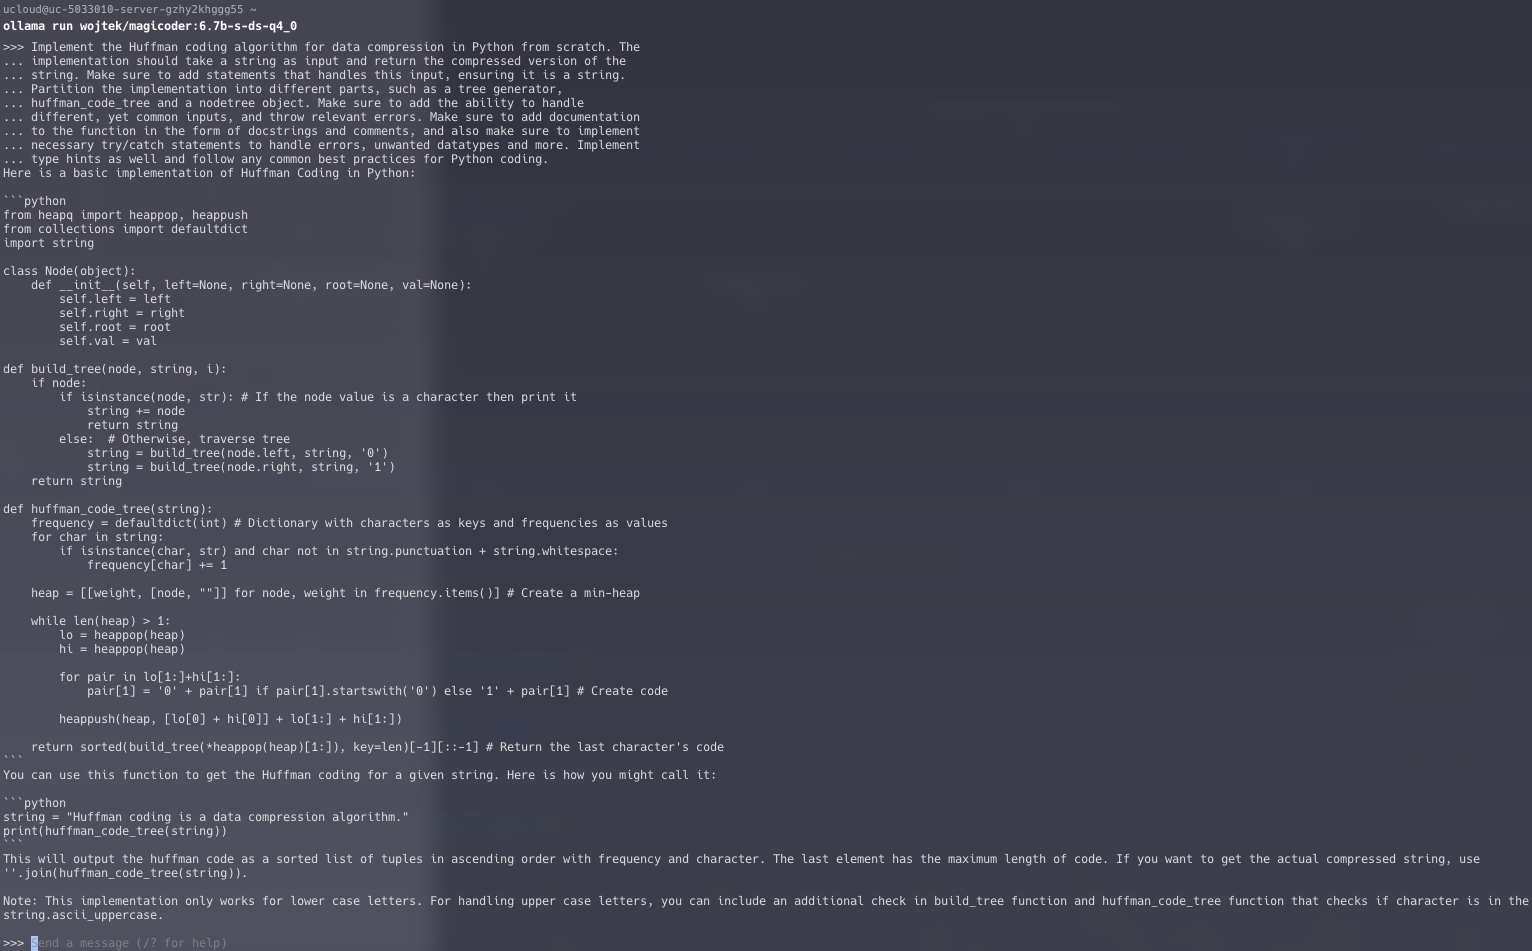 ucloud@uc-5033010-server-gzhy2khggg55 ~
ollama run wojtek/magicoder:6.7b-s-ds-q4_0
>>> Implement the Huffman coding algorithm for data compression in Python from scratch. The
... implementation should take a string as input and return the compressed version of the
... string. Make sure to add statements that handles this input, ensuring it is a string.
... Partition the implementation into different parts, such as a tree generator,
... huffman_code_tree and a nodetree object. Make sure to add the ability to handle
... different, yet common inputs, and throw relevant errors. Make sure to add documentation
... to the function in the form of docstrings and comments, and also make sure to implement
... necessary try/catch statements to handle errors, unwanted datatypes and more. Implement
... type hints as well and follow any common best practices for Python coding.
Here is a basic implementation of Huffman Coding in Python:

```python
from heapq import heappop, heappush
from collections import defaultdict
import string

class Node(object):
    def __init__(self, left=None, right=None, root=None, val=None):
        self.left = left
        self.right = right
        self.root = root
        self.val = val

def build_tree(node, string, i):
    if node:
        if isinstance(node, str): # If the node value is a character then print it
            string += node
            return string
        else:  # Otherwise, traverse tree
            string = build_tree(node.left, string, '0')
            string = build_tree(node.right, string, '1')
    return string

def huffman_code_tree(string):
    frequency = defaultdict(int) # Dictionary with characters as keys and frequencies as values
    for char in string:
        if isinstance(char, str) and char not in string.punctuation + string.whitespace:
            frequency[char] += 1

    heap = [[weight, [node, ""]] for node, weight in frequency.items()] # Create a min-heap

    while len(heap) > 1:
        lo = heappop(heap)
        hi = heappop(heap)

        for pair in lo[1:]+hi[1:]:
            pair[1] = '0' + pair[1] if pair[1].startswith('0') else '1' + pair[1] # Create code

        heappush(heap, [lo[0] + hi[0]] + lo[1:] + hi[1:])

    return sorted(build_tree(*heappop(heap)[1:]), key=len)[-1][::-1] # Return the last character's code
```
You can use this function to get the Huffman coding for a given string. Here is how you might call it:

```python
string = "Huffman coding is a data compression algorithm."
print(huffman_code_tree(string))
```
This will output the huffman code as a sorted list of tuples in ascending order with frequency and character. The last element has the maximum length of code. If you want to get the actual compressed string, use
''.join(huffman_code_tree(string)).

Note: This implementation only works for lower case letters. For handling upper case letters, you can include an additional check in build_tree function and huffman_code_tree function that checks if character is in the
string.ascii_uppercase.

>>> Send a message (/? for help)